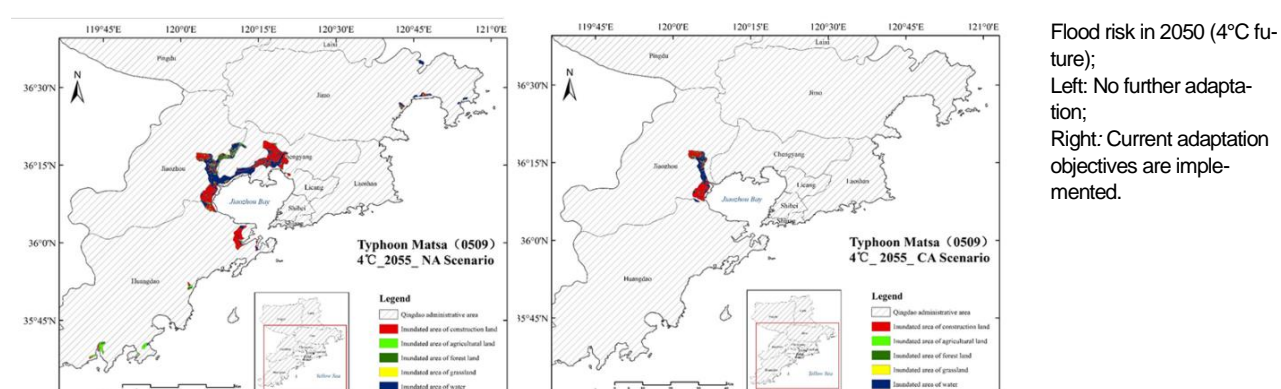 119°45'E 120°0'E 120°15'E 120°30'E 120°45'E 121°0'E
Laixi
Pingdu
N
36°30'N
Jimo
36°15'N
Chengyang
Jiaozhou
Licang
Laoshan
Jiaozhou Bay
Shibei
36°0'N
Typhoon Matsa（0509）
4℃_2055_ NA Scenario
Huangdao
Legend
Qingdao administrative area
35°45'N
Inundated area of construction land
Inundated area of agricultural land
Inundated area of forest land
Inundated area of grassland
Inundated area of water
Yellow Sea
119°45'E 120°0'E 120°15'E 120°30'E 120°45'E 121°0'E
Laixi
Pingdu
N
36°30'N
Jimo
36°15'N
Chengyang
Jiaozhou
Licang
Laoshan
Jiaozhou Bay
Shibei
36°0'N
Typhoon Matsa（0509）
4℃_ 2055_ CA Scenario
Huangdao
Legend
Qingdao administrative area
35°45'N
Inundated area of construction land
Inundated area of agricultural land
Inundated area of forest land
Inundated area of grassland
Inundated area of water
Yellow Sea
Flood risk in 2050 (4ºC fu-
ture);
Left: No further adapta-
tion;
Right: Current adaptation
objectives are imple-
mented.